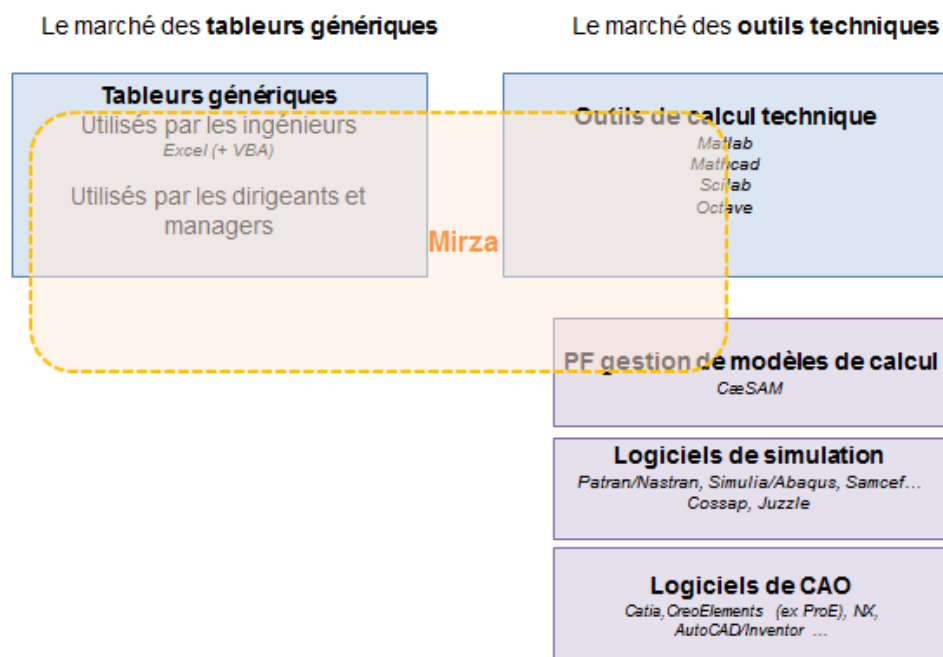 Le marché des tableurs génériques
Le marché des outils techniques
Tableurs génériques
Utilisés par les ingénieurs
Excel (+ VBA)
Utilisés par les dirigeants et
managers
Mirza
Outils de calcul technique
Matlab
Mathcad
Scilab
Octave
PF gestion de modèles de calcul
CæSAM
Logiciels de simulation
Patran/Nastran, Simulia/Abaqus, Samcef…
Cossap, Juzzle
Logiciels de CAO
Catia,CreoElements (ex ProE), NX,
AutoCAD/Inventor …